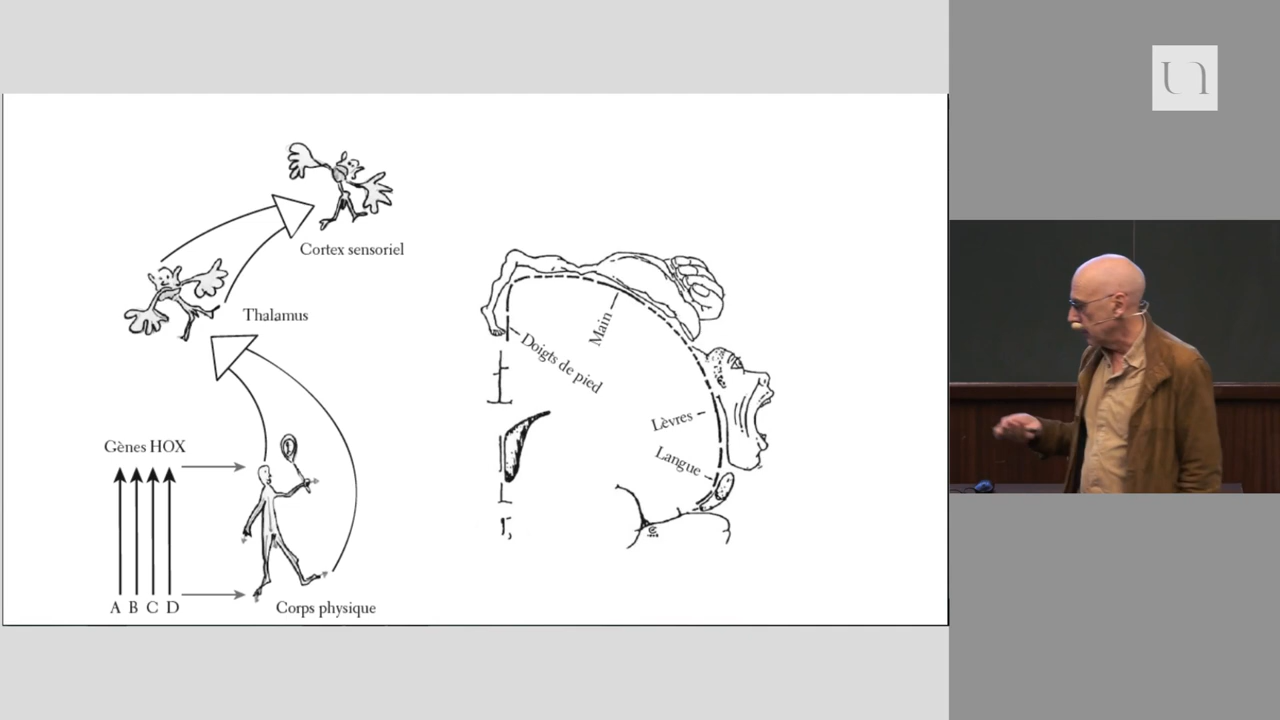 Cortex sensoriel
Thalamus
Gènes HOX
A B C D
Corps physique
Main
Doigts de pied
Lèvres
Langue